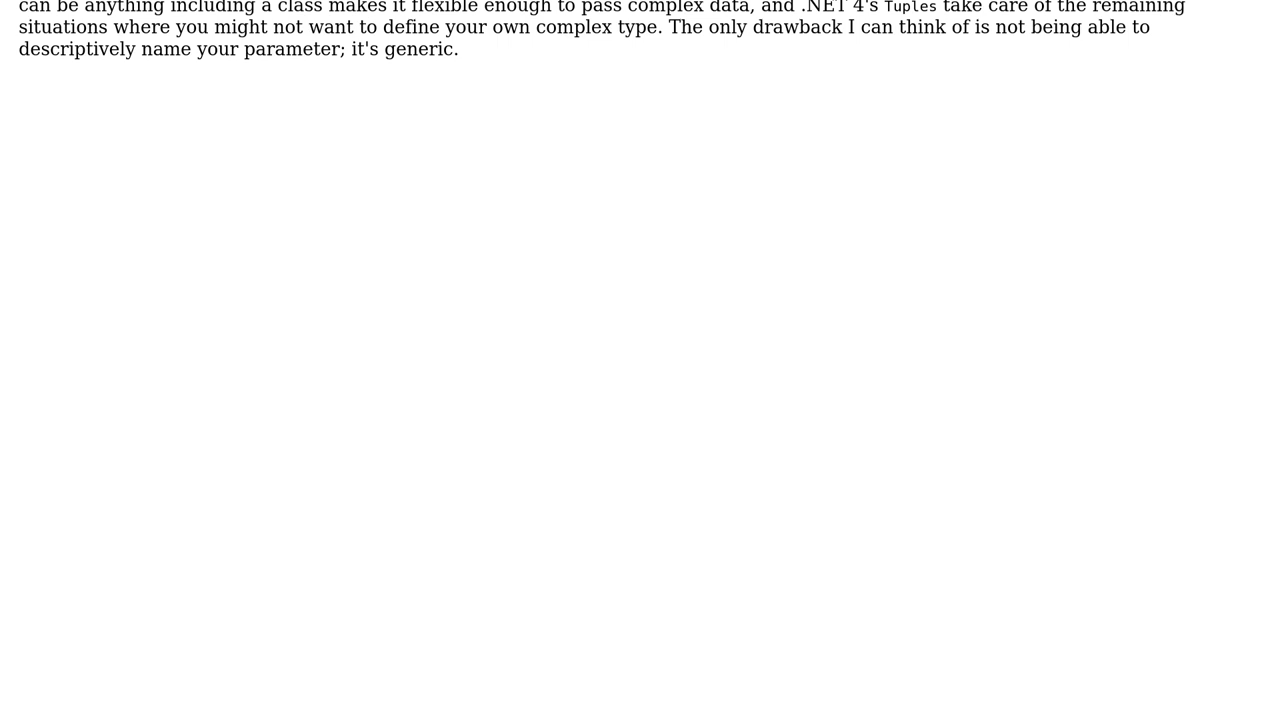 can be anything including a class makes it flexible enough to pass complex data, and .NET 4's Tuples take care of the remaining
situations where you might not want to define your own complex type. The only drawback I can think of is not being able to
descriptively name your parameter; it's generic.